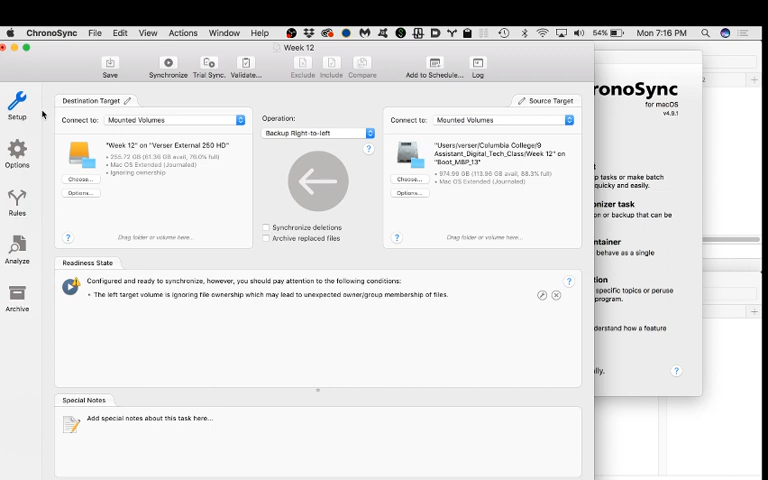 ChronoSync File Edit View Actions Window Help 54% Mon 7:16 PM
Week 12
Save Synchronize Trial Sync. Validate... Exclude Include Compare Add to Schedule... Log
Setup
Options
Rules
Analyze
Archive
Destination Target
Connect to: Mounted Volumes
"Week 12" on "Verser External 250 HD"
• 255.72 GB (61.36 GB avail, 76.0% full)
• Mac OS Extended (Journaled)
• Ignoring ownership
Choose...
Options...
Drag folder or volume here...
Operation:
Backup Right-to-left
Synchronize deletions
Archive replaced files
Source Target
Connect to: Mounted Volumes
"Users/verser/Columbia College/9
Assistant_Digital_Tech_Class/Week 12" on
"Boot_MBP_13"
• 974.99 GB (113.98 GB avail, 88.3% full)
• Mac OS Extended (Journaled)
Choose...
Options...
Drag folder or volume here...
Readiness State
Configured and ready to synchronize, however, you should pay attention to the following conditions:
• The left target volume is ignoring file ownership which may lead to unexpected owner/group membership of files.
Special Notes
Add special notes about this task here...
ronoSync
for macOS
v4.9.1
t
p tasks or make batch
quickly and easily.
onizer task
on or backup that can be
ntainer
behave as a single
tion
specific topics or peruse
program.
derstand how a feature
ally.